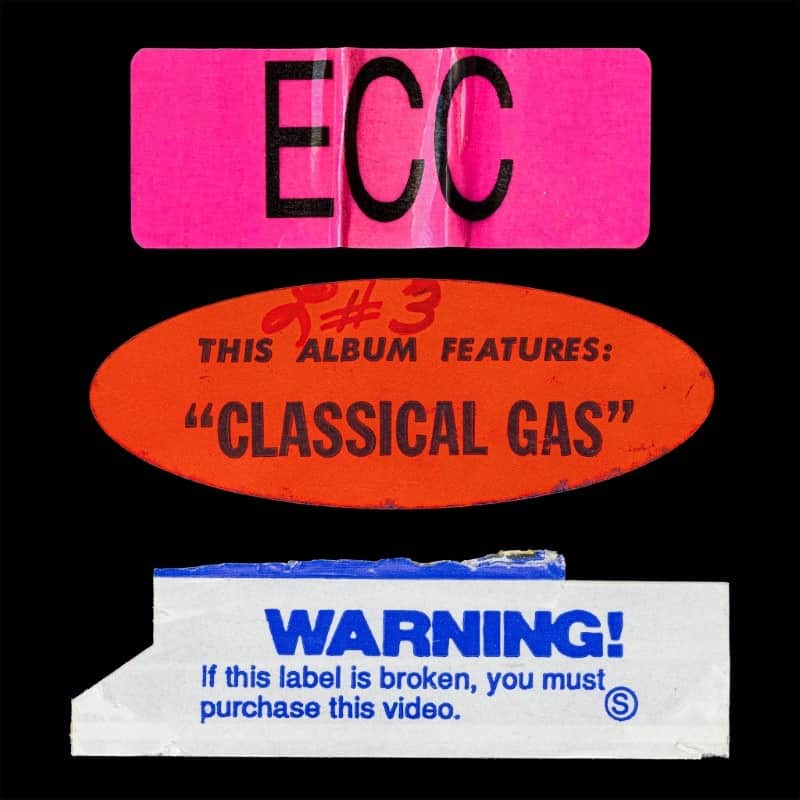 ECC
L#3
THIS ALBUM FEATURES:
“CLASSICAL GAS”
WARNING!
If this label is broken, you must
purchase this video.
Ⓢ